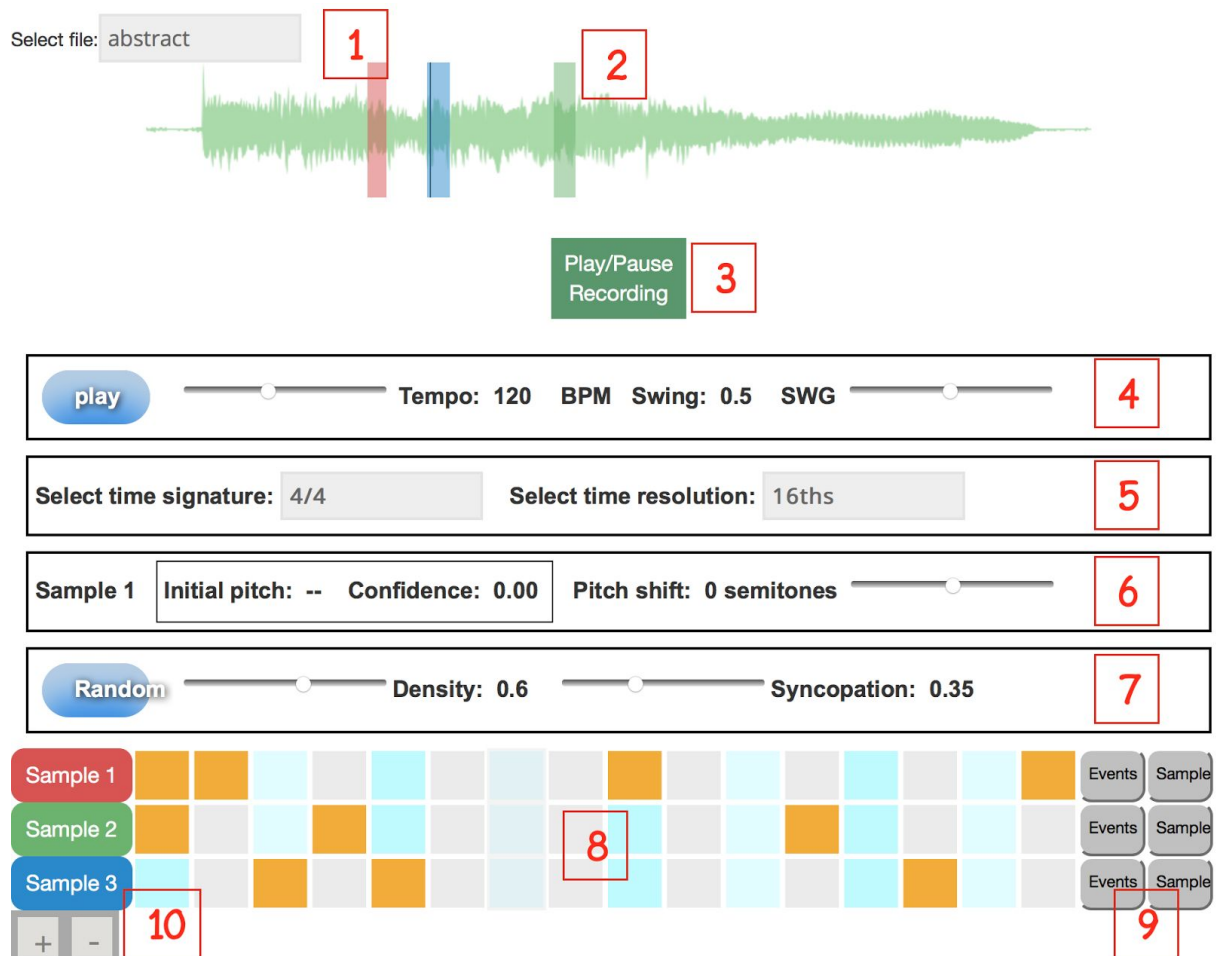 Select file: abstract
1
2
Play/Pause
Recording
3
play Tempo: 120 BPM Swing: 0.5 SWG 4
Select time signature: 4/4 Select time resolution: 16ths 5
Sample 1 Initial pitch: -- Confidence: 0.00 Pitch shift: 0 semitones 6
Random Density: 0.6 Syncopation: 0.35 7
Sample 1 Events Sample
Sample 2 Events Sample
8
Sample 3 Events Sample
+ - 10 9